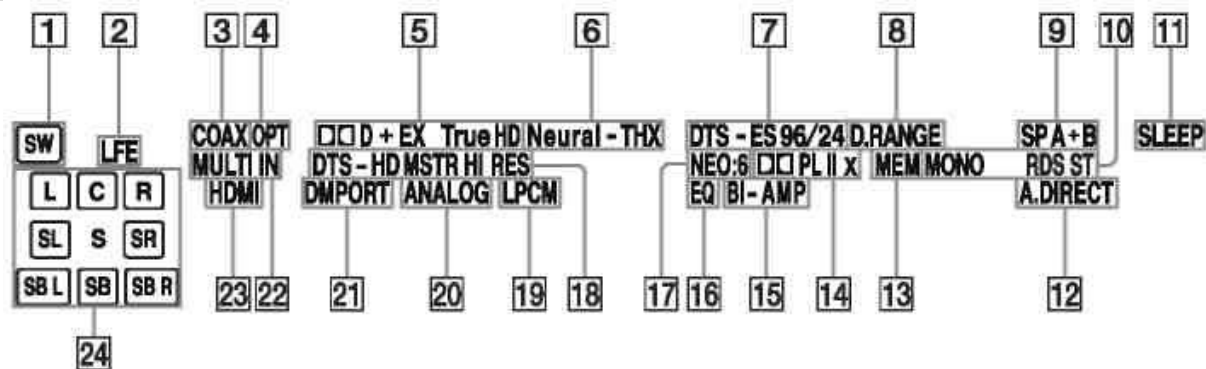 1 2 3 4 5 6 7 8 9 10 11
SW LFE COAX OPT □□ D + EX True HD Neural - THX DTS - ES 96/24 D.RANGE SP A + B SLEEP
MULTI IN DTS - HD MSTR HI RES NEO:6 □□ PL II x MEM MONO RDS ST
L C R HDMI DMPORT ANALOG LPCM EQ BI - AMP A.DIRECT
SL S SR
SB L SB SB R 23 22 21 20 19 18 17 16 15 14 13 12
24